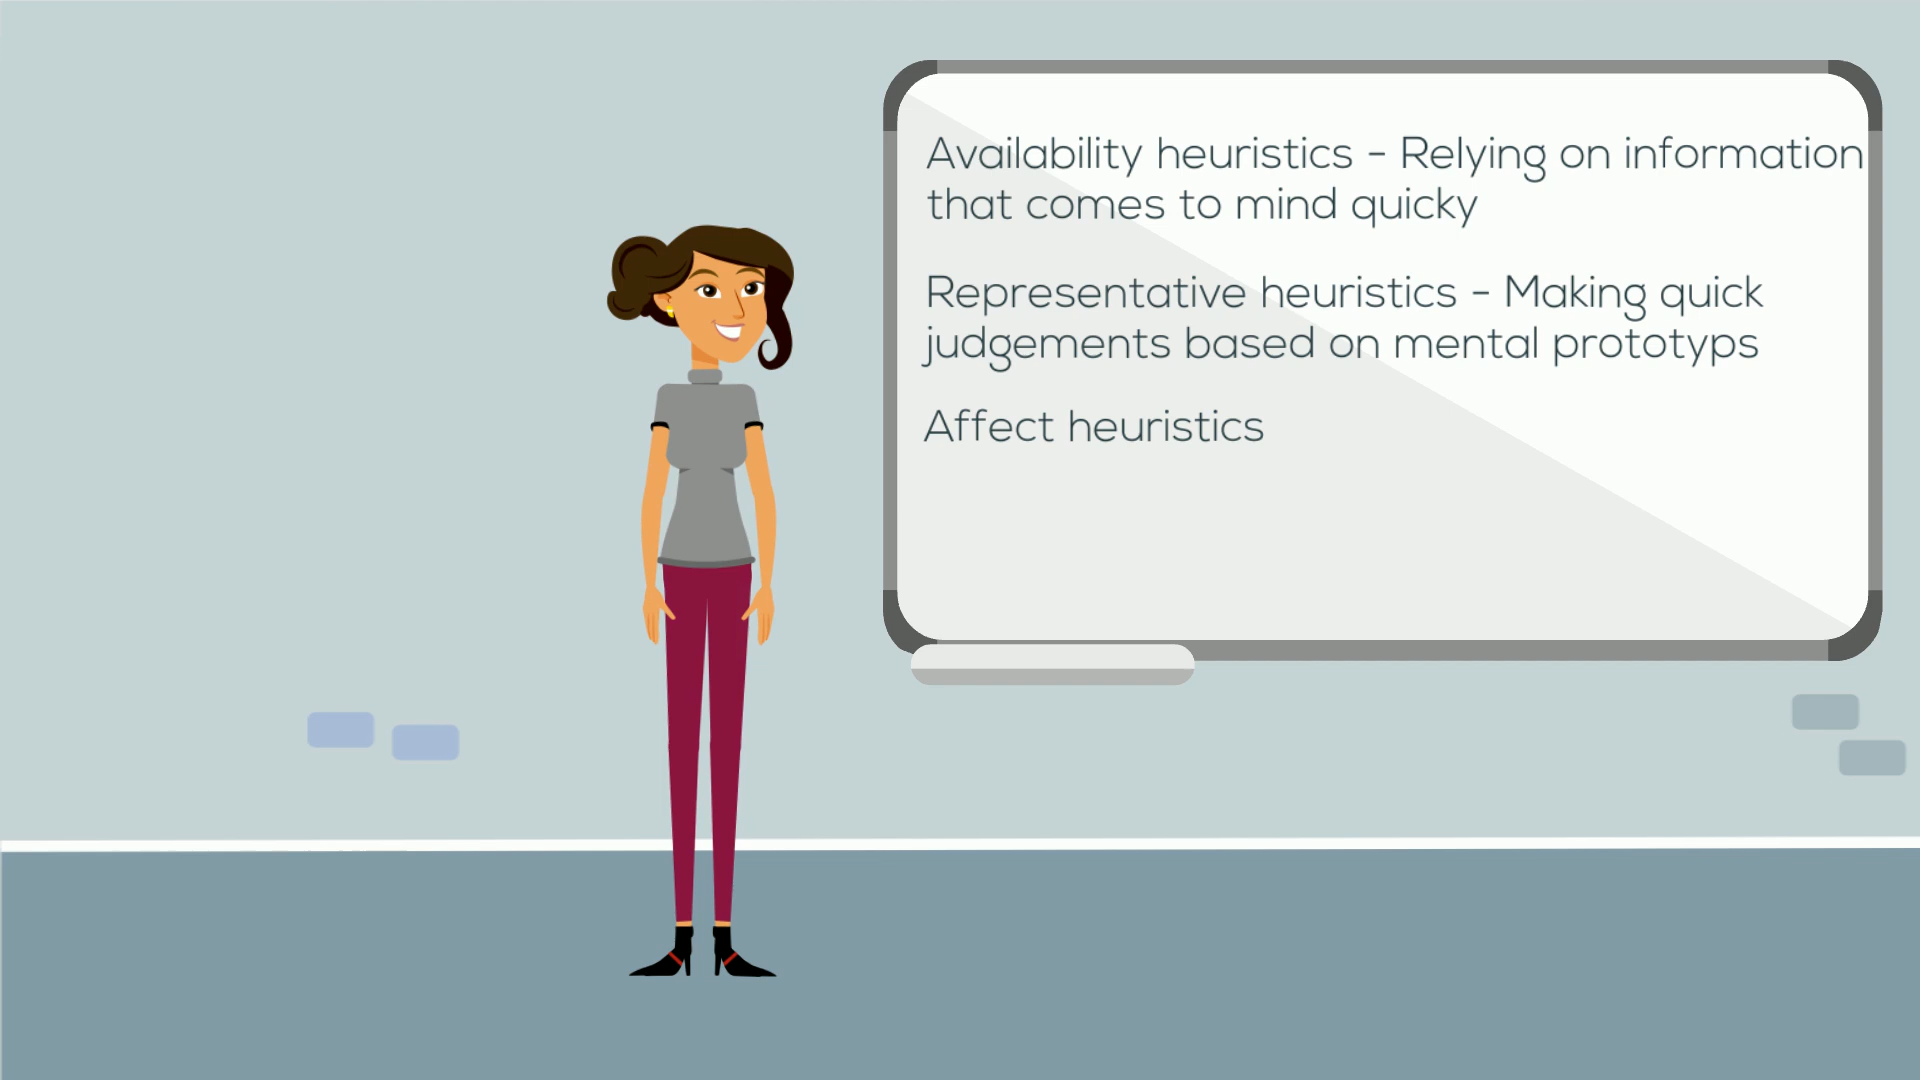 Availability heuristics - Relying on information
that comes to mind quicky
Representative heuristics - Making quick
judgements based on mental prototyps
Affect heuristics